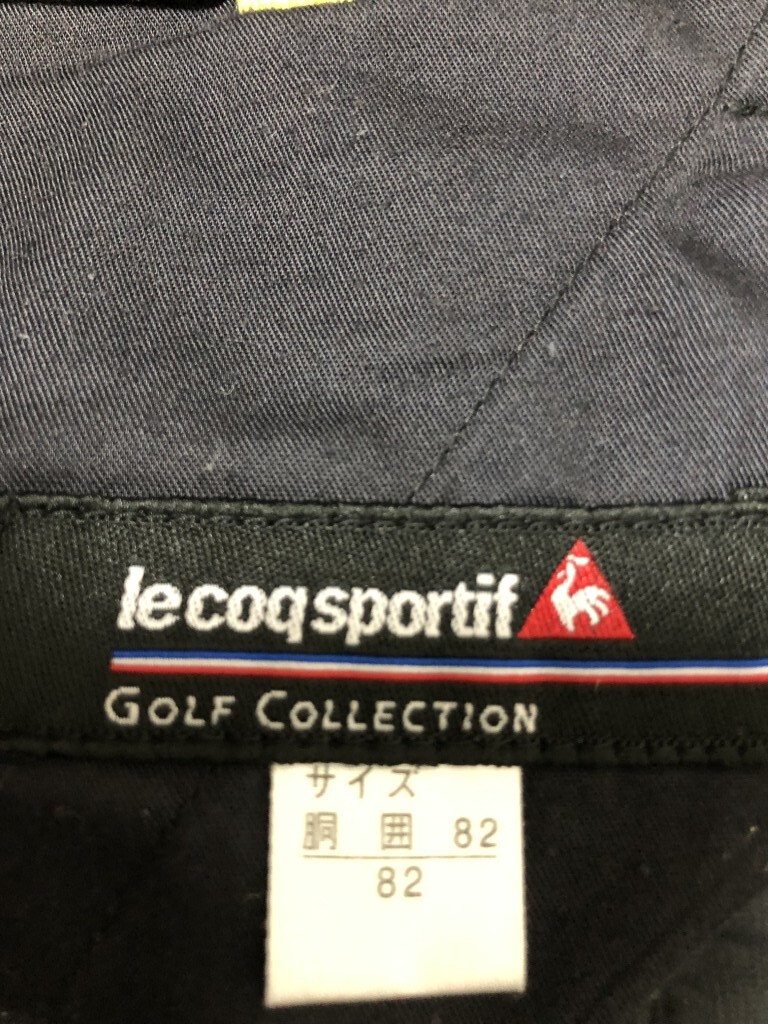 lecoqsportif
GOLF COLLECTION
サイズ
胴 囲 82
82